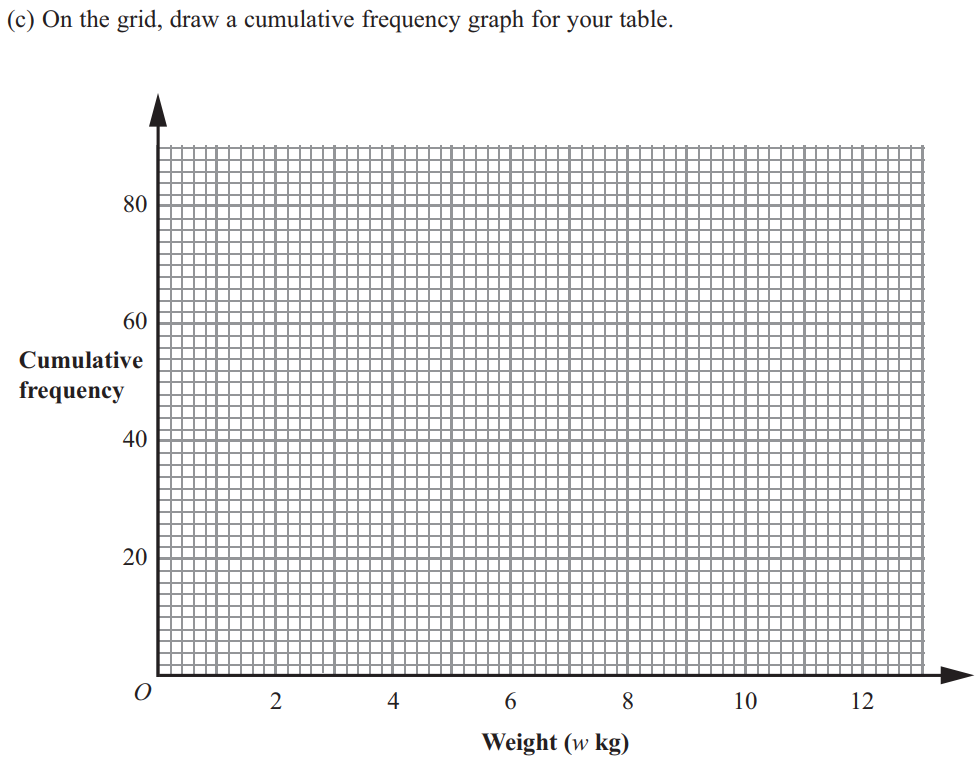 (c) On the grid, draw a cumulative frequency graph for your table.
80
60
Cumulative
frequency
40
20
O
2 4 6 8 10 12
Weight (w kg)